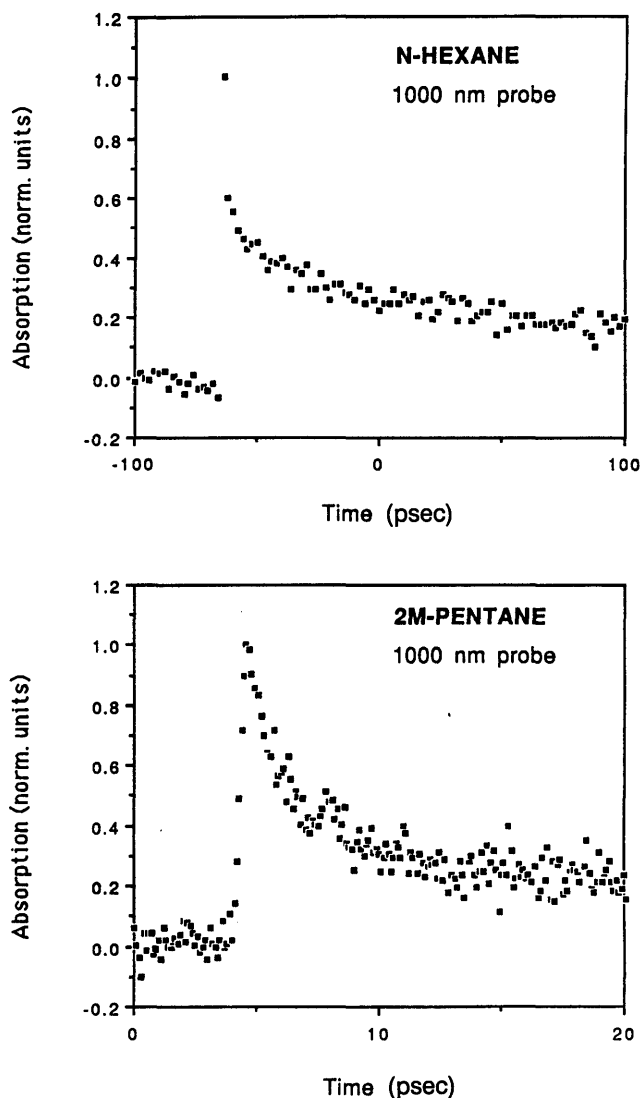 N-HEXANE
1000 nm probe
Absorption (norm. units)
1.2
1.0
0.8
0.6
0.4
0.2
0.0
-0.2
-100
0
100
Time (psec)
2M-PENTANE
1000 nm probe
Absorption (norm. units)
1.2
1.0
0.8
0.6
0.4
0.2
0.0
-0.2
0
10
20
Time (psec)